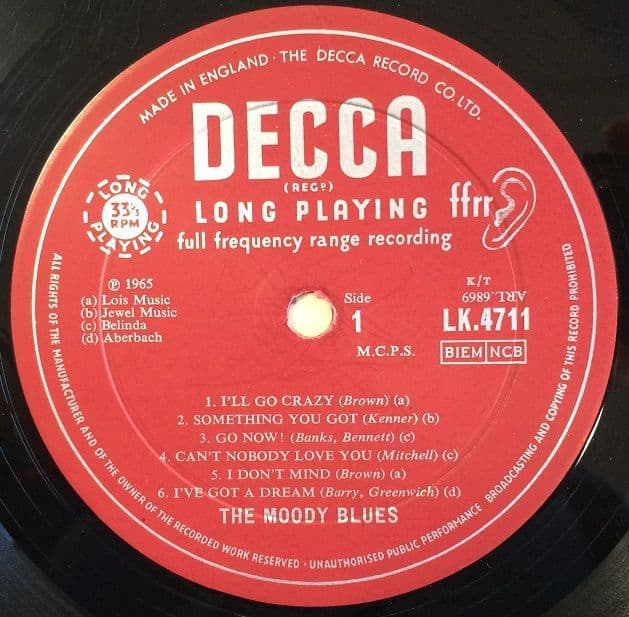 MADE IN ENGLAND · THE DECCA RECORD CO. LTD.
DECCA
(REGD)
LONG PLAYING ffrr
full frequency range recording
LONG
33⅓
RPM
PLAYING
℗ 1965
(a) Lois Music
(b) Jewel Music
(c) Belinda
(d) Aberbach
Side
1
M.C.P.S.
K/T
ARL.6869
LK.4711
BIEM NCB
1. I'LL GO CRAZY (Brown) (a)
2. SOMETHING YOU GOT (Kenner) (b)
3. GO NOW! (Banks, Bennett) (c)
4. CAN'T NOBODY LOVE YOU (Mitchell) (c)
5. I DON'T MIND (Brown) (a)
6. I'VE GOT A DREAM (Barry, Greenwich) (d)
THE MOODY BLUES
ALL RIGHTS OF THE MANUFACTURER AND OF THE OWNER OF THE RECORDED WORK RESERVED · UNAUTHORISED PUBLIC PERFORMANCE BROADCASTING AND COPYING OF THIS RECORD PROHIBITED